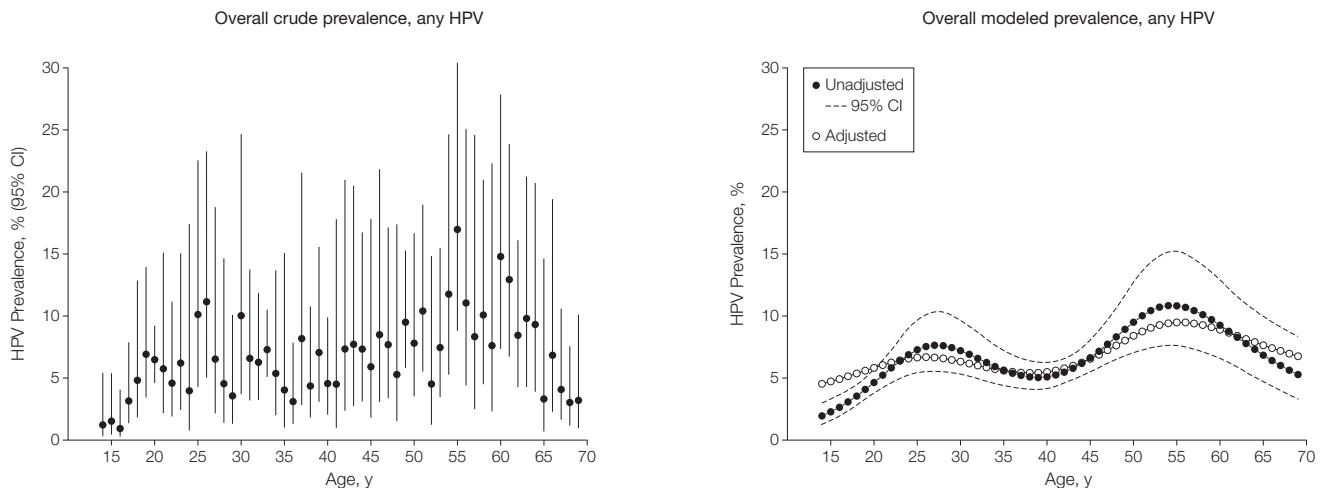 Overall crude prevalence, any HPV
30
25
20
15
10
5
0
HPV Prevalence, % (95% CI)
15 20 25 30 35 40 45 50 55 60 65 70
Age, y
Overall modeled prevalence, any HPV
30
25
20
15
10
5
0
HPV Prevalence, %
Unadjusted
95% CI
Adjusted
15 20 25 30 35 40 45 50 55 60 65 70
Age, y